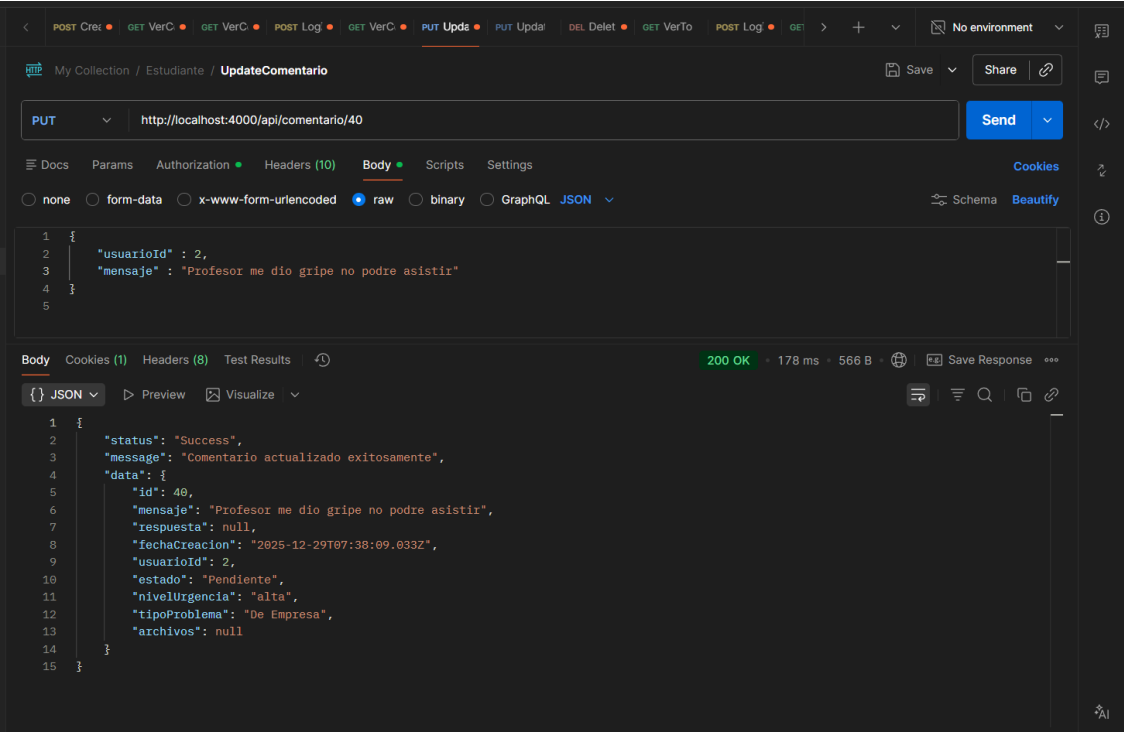 POST Crea GET VerC GET VerC POST Log GET VerC PUT Upda PUT Updat DEL Delet GET VerTo POST Log GET No environment
My Collection / Estudiante / UpdateComentario Save Share
PUT http://localhost:4000/api/comentario/40 Send
Docs Params Authorization Headers (10) Body Scripts Settings Cookies
none form-data x-www-form-urlencoded raw binary GraphQL JSON Schema Beautify
1 {
2 "usuarioId" : 2,
3 "mensaje" : "Profesor me dio gripe no podre asistir"
4 }
5
Body Cookies (1) Headers (8) Test Results 200 OK • 178 ms • 566 B e.g. Save Response
{} JSON Preview Visualize
1 {
2 "status": "Success",
3 "message": "Comentario actualizado exitosamente",
4 "data": {
5 "id": 40,
6 "mensaje": "Profesor me dio gripe no podre asistir",
7 "respuesta": null,
8 "fechaCreacion": "2025-12-29T07:38:09.033Z",
9 "usuarioId": 2,
10 "estado": "Pendiente",
11 "nivelUrgencia": "alta",
12 "tipoProblema": "De Empresa",
13 "archivos": null
14 }
15 }
AI